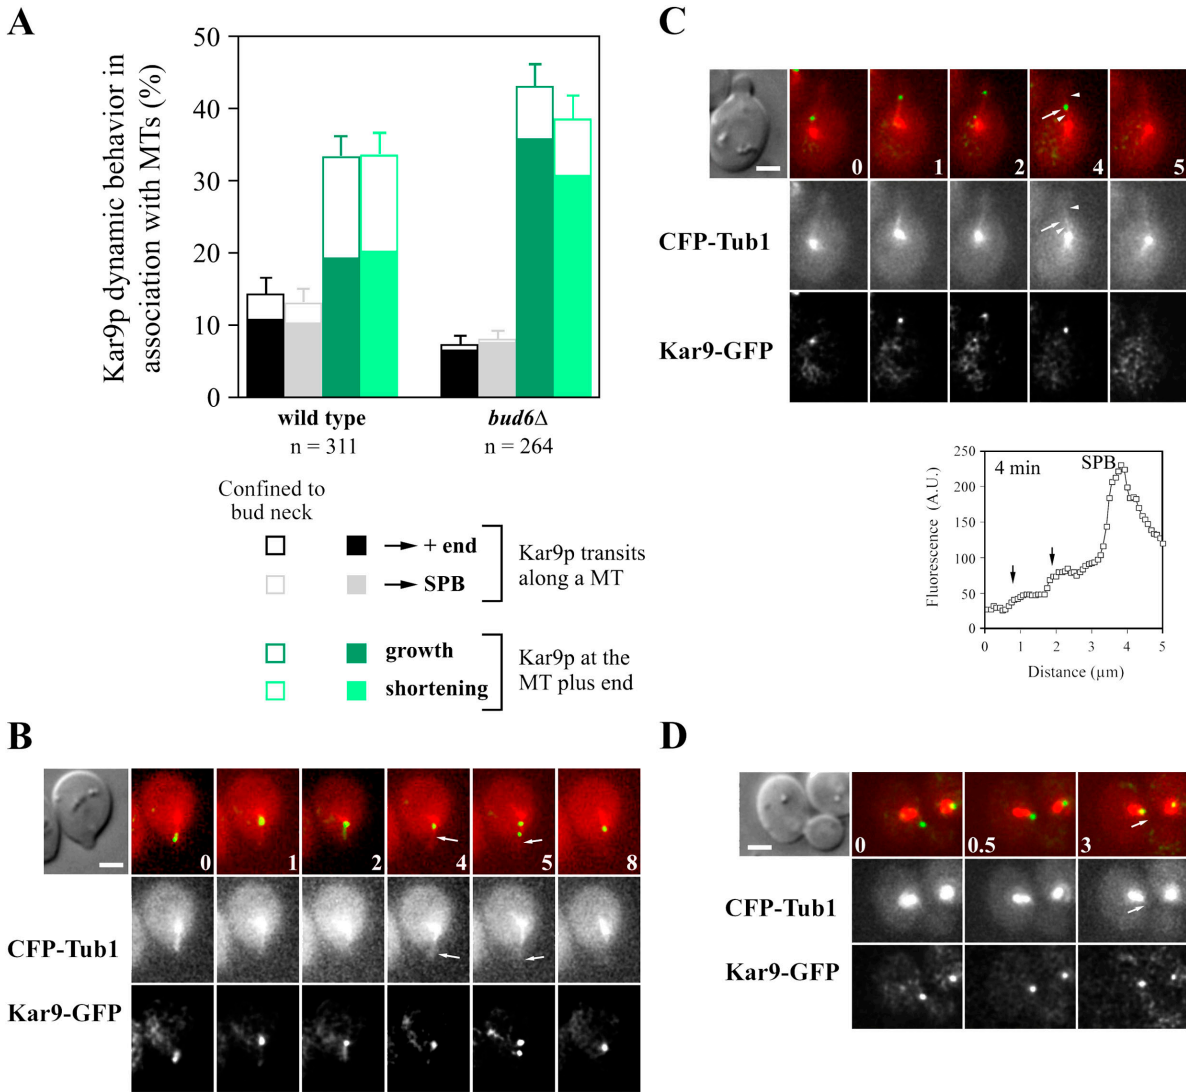 A
Kar9p dynamic behavior in
association with MTs (%)
50
40
30
20
10
0
wild type
bud6Δ
n = 311
n = 264
Confined to
bud neck
→ + end
→ SPB
Kar9p transits
along a MT
growth
shortening
Kar9p at the
MT plus end
B
0
1
2
4
5
8
CFP-Tub1
Kar9-GFP
C
0
1
2
4
5
CFP-Tub1
Kar9-GFP
4 min
SPB
Fluorescence (A.U.)
250
200
150
100
50
0
0 1 2 3 4 5
Distance (µm)
D
0
0.5
3
CFP-Tub1
Kar9-GFP